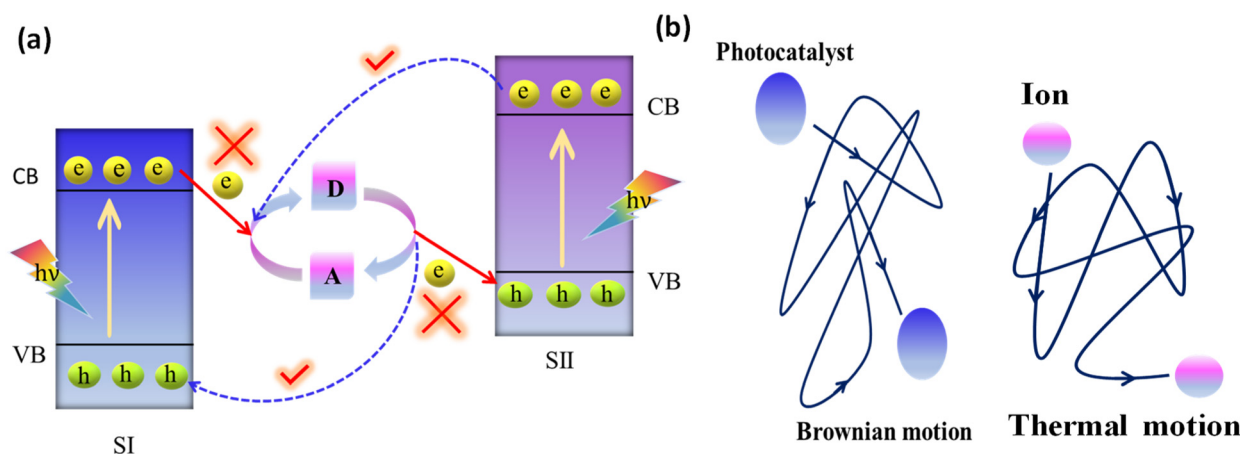 (a)
e e e
CB
e
D
A
e
hν
VB
h h h
SI
e e e
CB
hν
VB
h h h
SII
(b)
Photocatalyst
Ion
Brownian motion
Thermal motion